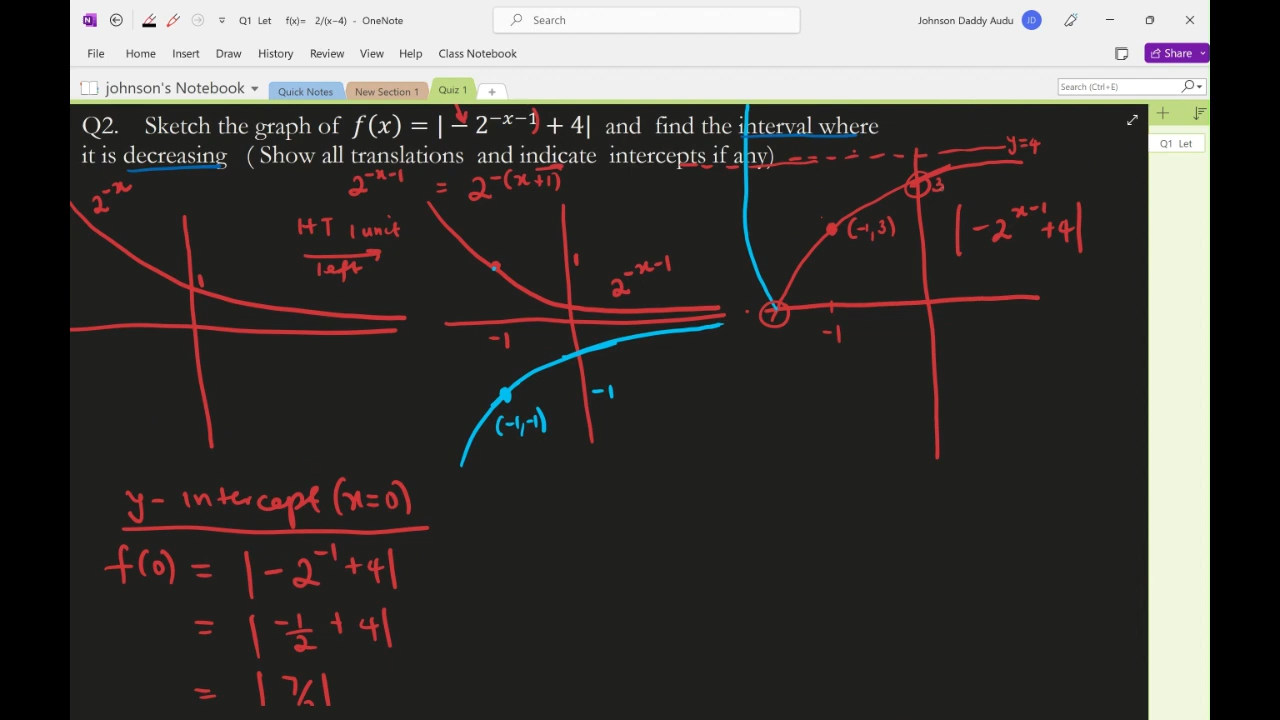 Q1 Let f(x)= 2/(x−4) - OneNote
Search
Johnson Daddy Audu JD
File Home Insert Draw History Review View Help Class Notebook
Share
johnson's Notebook
Quick Notes
New Section 1
Quiz 1
+
Search (Ctrl+E)
Q1 Let
Q2. Sketch the graph of f(x) = |− 2^{−x−1} + 4| and find the interval where
it is decreasing ( Show all translations and indicate intercepts if any)
2^{-x}
1
HT 1 unit
left
2^{-x-1} = 2^{-(x+1)}
1
2^{-x-1}
-1
-1
(-1,-1)
y=4
3
(-1,3)
|-2^{x-1}+4|
-1
y- intercept (x=0)
f(0) = |-2^{-1}+4|
= |-1/2 + 4|
= |7/2|